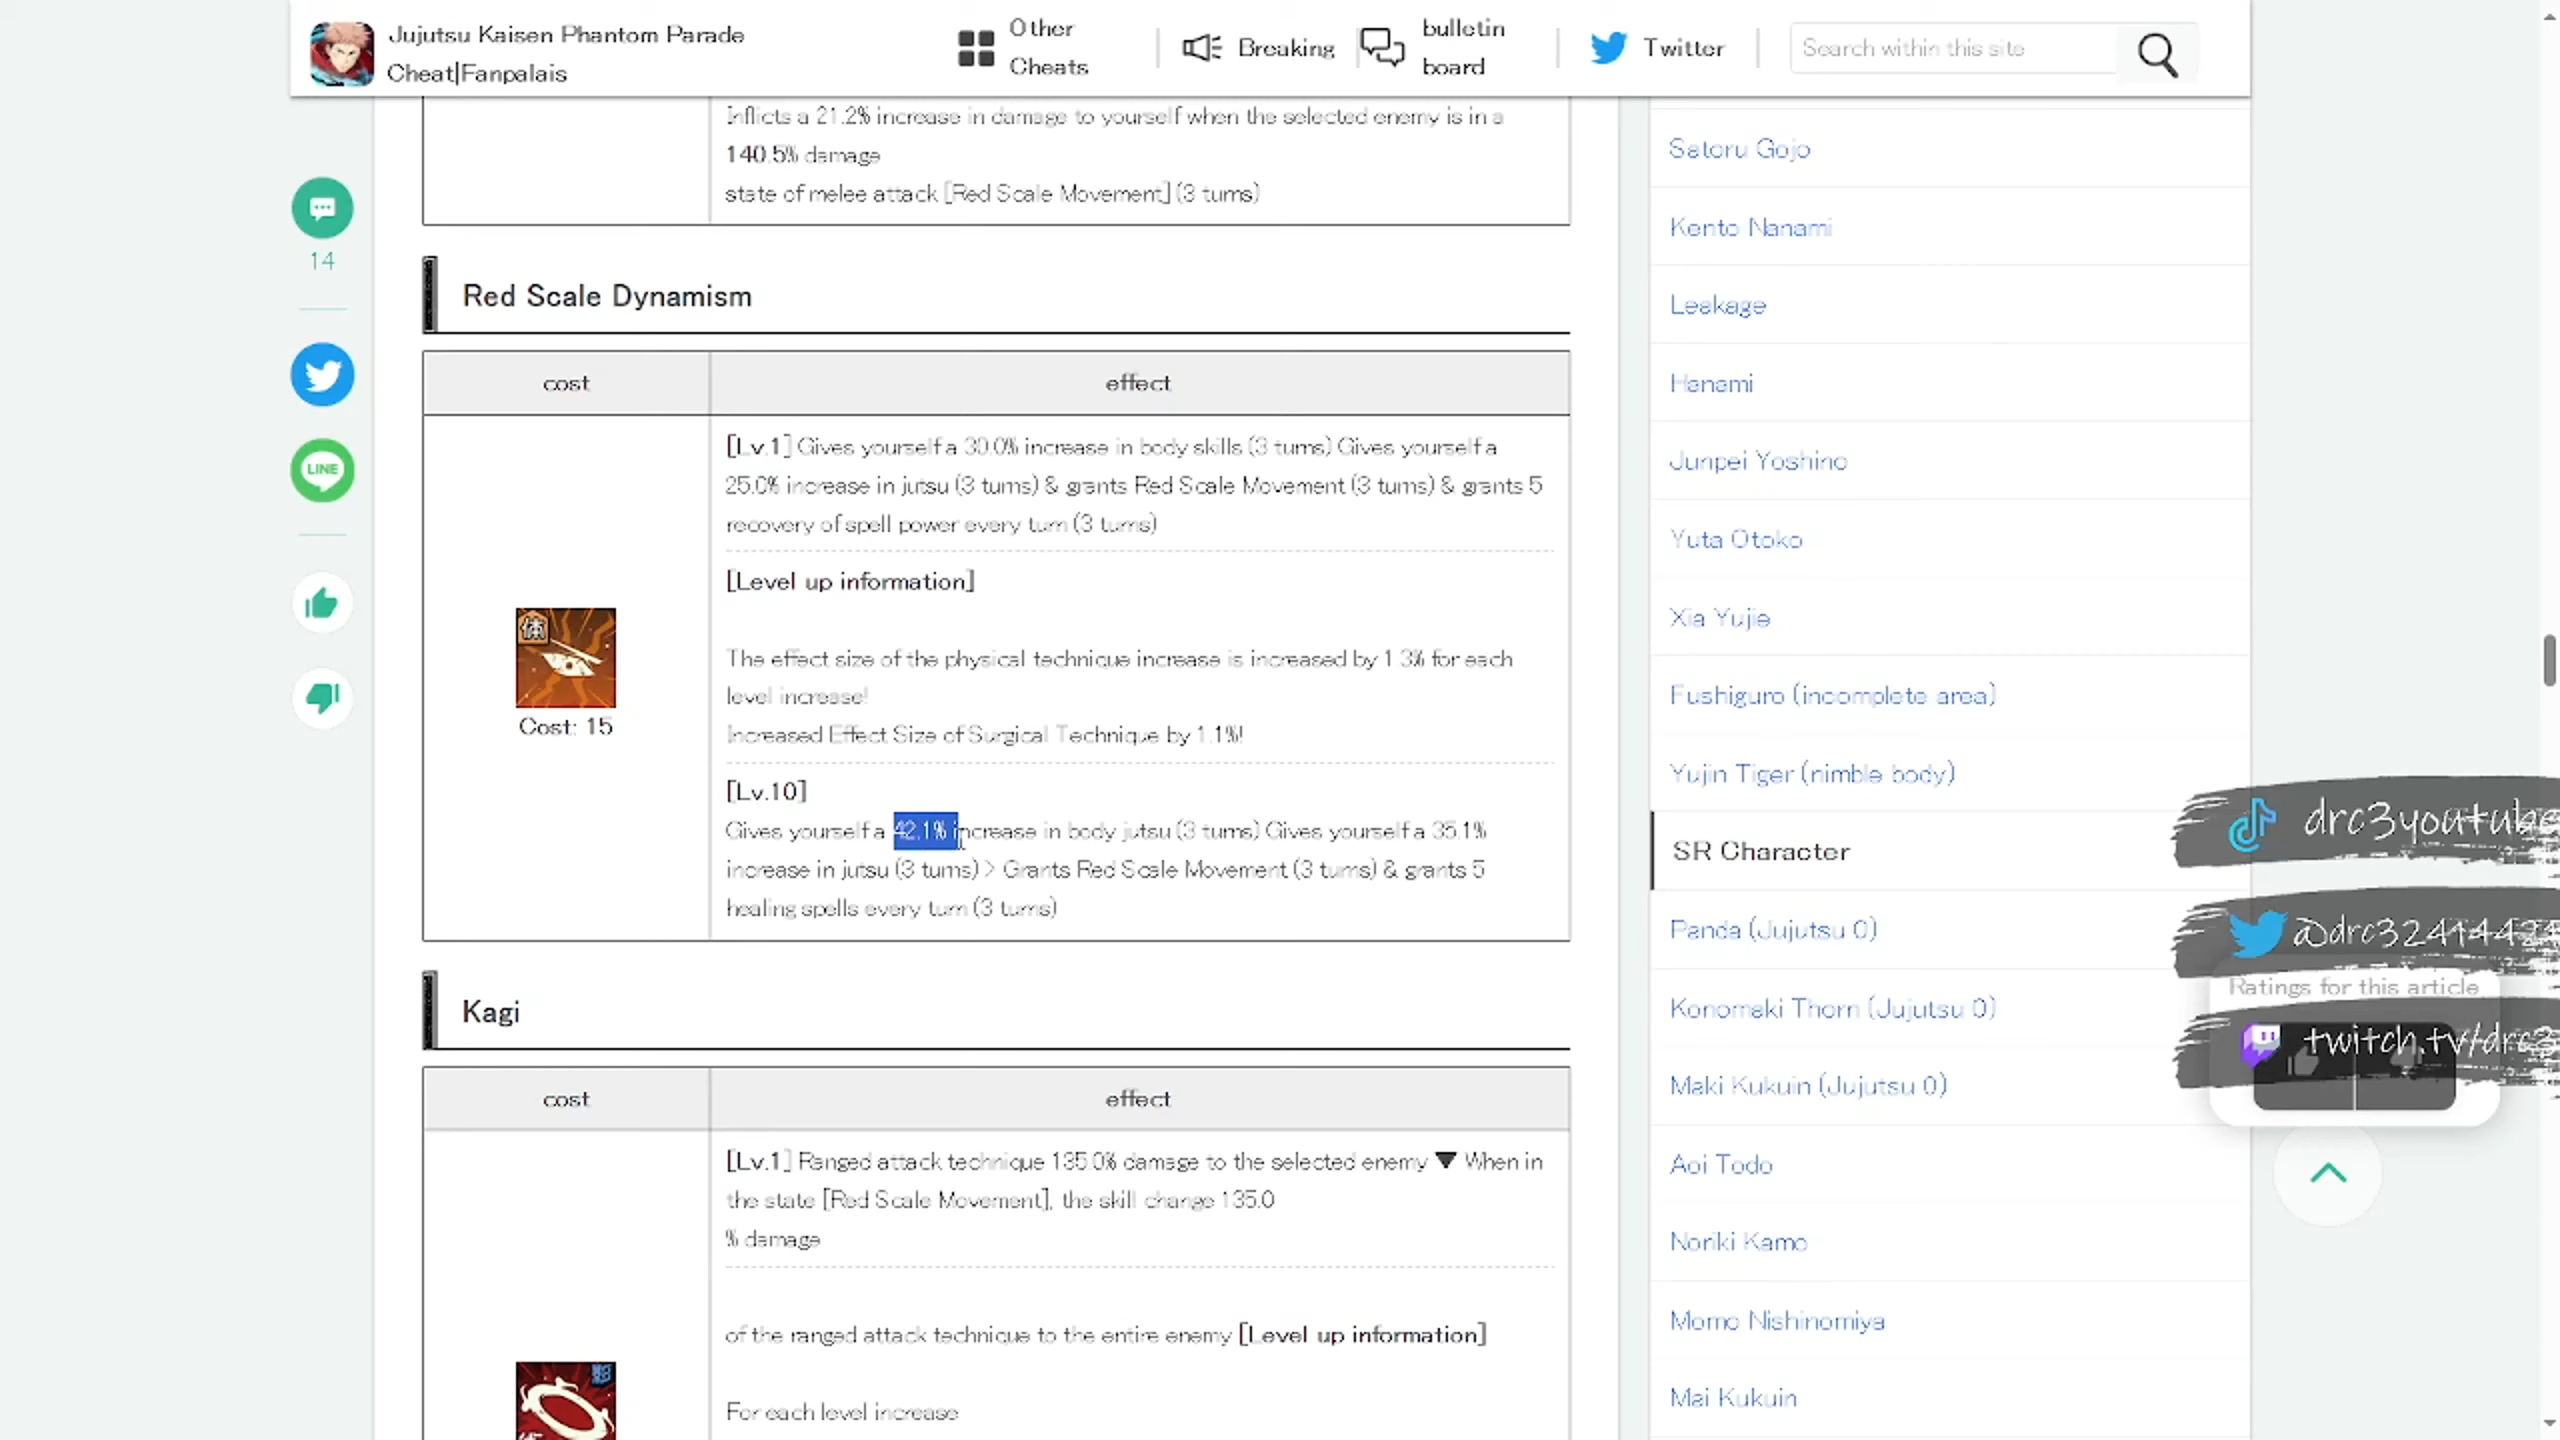 Jujutsu Kaisen Phantom Parade
Cheat|Fanpalais
Other
Cheats
Breaking
bulletin
board
Twitter
Search within this site
14
LINE
Inflicts a 21.2% increase in damage to yourself when the selected enemy is in a
140.5% damage
state of melee attack [Red Scale Movement] (3 turns)
Red Scale Dynamism
cost
effect
体
Cost: 15
[Lv.1] Gives yourself a 30.0% increase in body skills (3 turns) Gives yourself a
25.0% increase in jutsu (3 turns) & grants Red Scale Movement (3 turns) & grants 5
recovery of spell power every turn (3 turns)
[Level up information]
The effect size of the physical technique increase is increased by 1.3% for each
level increase!
Increased Effect Size of Surgical Technique by 1.1%!
[Lv.10]
Gives yourself a 42.1% increase in body jutsu (3 turns) Gives yourself a 35.1%
increase in jutsu (3 turns) > Grants Red Scale Movement (3 turns) & grants 5
healing spells every turn (3 turns)
Kagi
cost
effect
[Lv.1] Ranged attack technique 135.0% damage to the selected enemy ▼ When in
the state [Red Scale Movement], the skill change 135.0
% damage
of the ranged attack technique to the entire enemy [Level up information]
For each level increase
Satoru Gojo
Kento Nanami
Leakage
Hanami
Junpei Yoshino
Yuta Otoko
Xia Yujie
Fushiguro (incomplete area)
Yujin Tiger (nimble body)
SR Character
Panda (Jujutsu 0)
Konomaki Thorn (Jujutsu 0)
Maki Kukuin (Jujutsu 0)
Aoi Todo
Noriki Kamo
Momo Nishinomiya
Mai Kukuin
drc3youtube
@drc32414424
Ratings for this article
twitch.tv/drc3